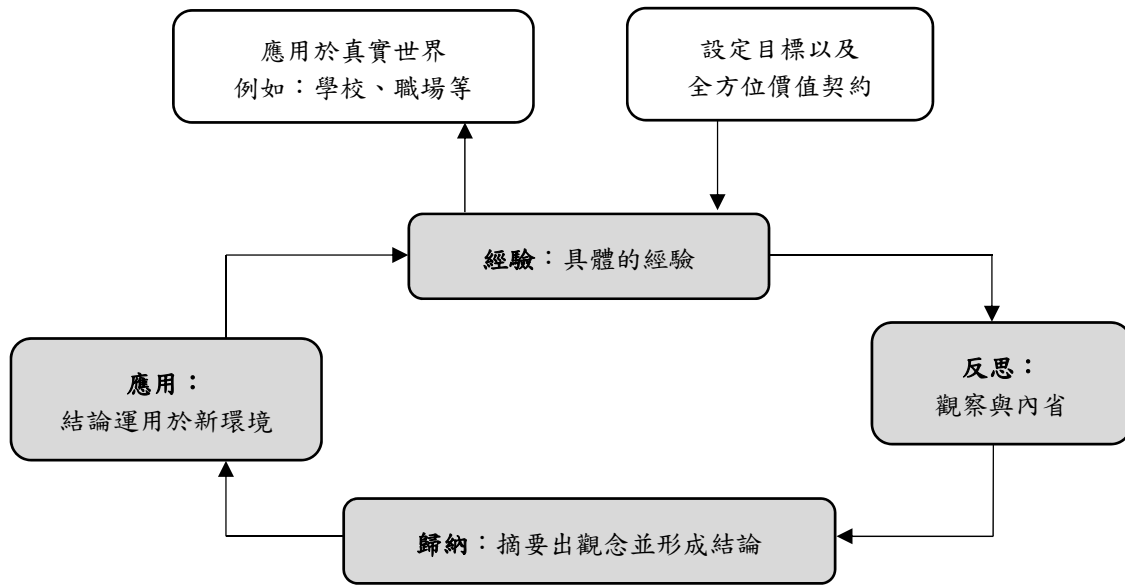 應用於真實世界
例如：學校、職場等
設定目標以及
全方位價值契約
經驗：具體的經驗
應用：
結論運用於新環境
反思：
觀察與內省
歸納：摘要出觀念並形成結論